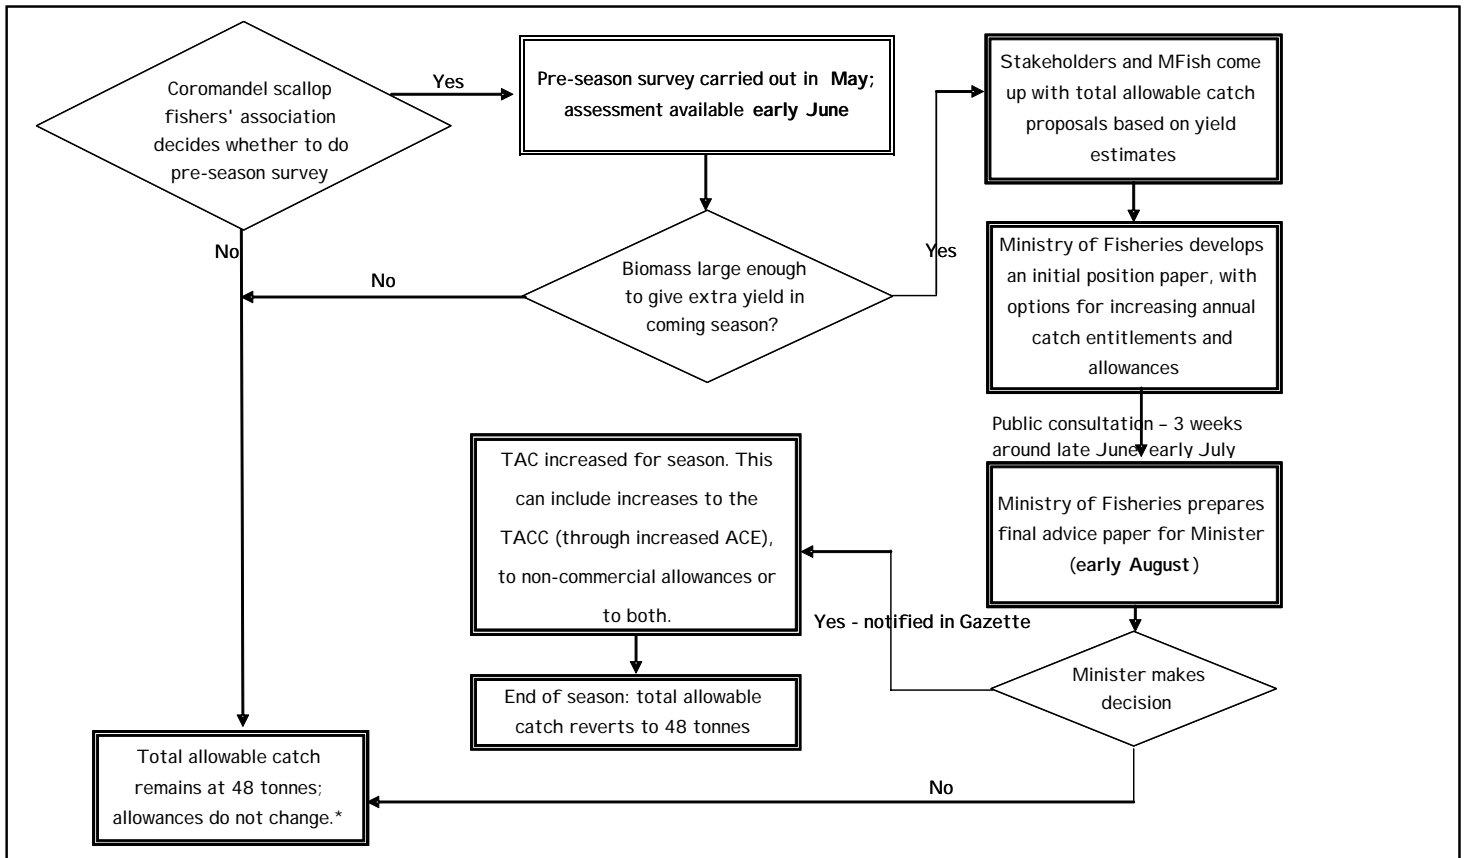 Coromandel scallop
fishers' association
decides whether to do
pre-season survey
Yes
Pre-season survey carried out in May;
assessment available early June
Stakeholders and MFish come
up with total allowable catch
proposals based on yield
estimates
No
No
Biomass large enough
to give extra yield in
coming season?
Yes
Ministry of Fisheries develops
an initial position paper, with
options for increasing annual
catch entitlements and
allowances
Public consultation – 3 weeks
around late June, early July
TAC increased for season. This
can include increases to the
TACC (through increased ACE),
to non-commercial allowances or
to both.
Ministry of Fisheries prepares
final advice paper for Minister
(early August)
Yes - notified in Gazette
Minister makes
decision
End of season: total allowable
catch reverts to 48 tonnes
Total allowable catch
remains at 48 tonnes;
allowances do not change.*
No